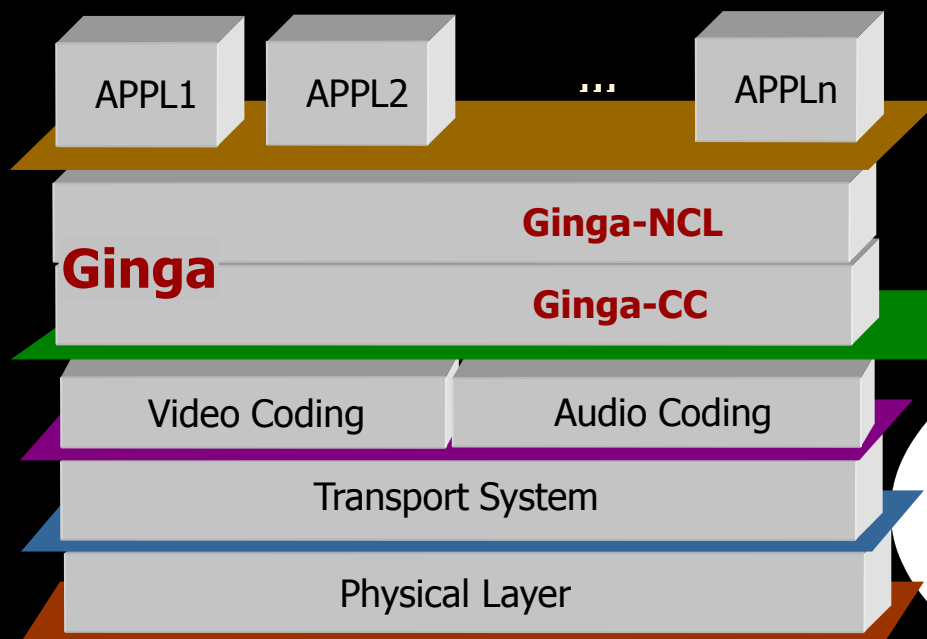 APPL1 APPL2 ... APPLn
Ginga-NCL
Ginga
Ginga-CC
Video Coding Audio Coding
Transport System
Physical Layer